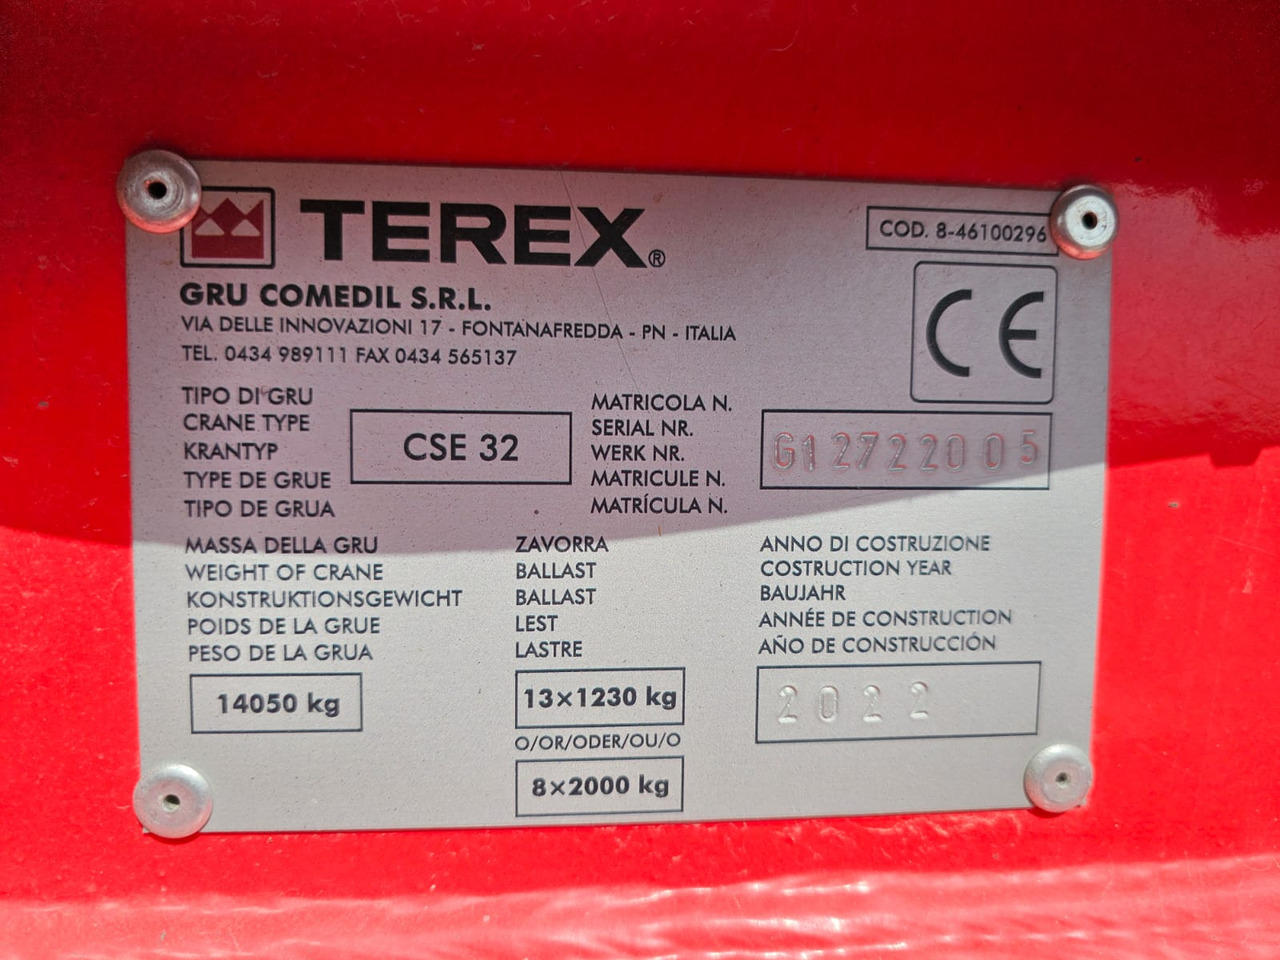 TEREX®
COD. 8-46100296
GRU COMEDIL S.R.L.
VIA DELLE INNOVAZIONI 17 - FONTANAFREDDA - PN - ITALIA
TEL. 0434 989111 FAX 0434 565137
CE
TIPO DI GRU
CRANE TYPE
KRANTYP
TYPE DE GRUE
TIPO DE GRUA
CSE 32
MATRICOLA N.
SERIAL NR.
WERK NR.
MATRICULE N.
MATRÍCULA N.
G12722005
MASSA DELLA GRU
WEIGHT OF CRANE
KONSTRUKTIONSGEWICHT
POIDS DE LA GRUE
PESO DE LA GRUA
14050 kg
ZAVORRA
BALLAST
BALLAST
LEST
LASTRE
13×1230 kg
O/OR/ODER/OU/O
8×2000 kg
ANNO DI COSTRUZIONE
COSTRUCTION YEAR
BAUJAHR
ANNÉE DE CONSTRUCTION
AÑO DE CONSTRUCCIÓN
2022